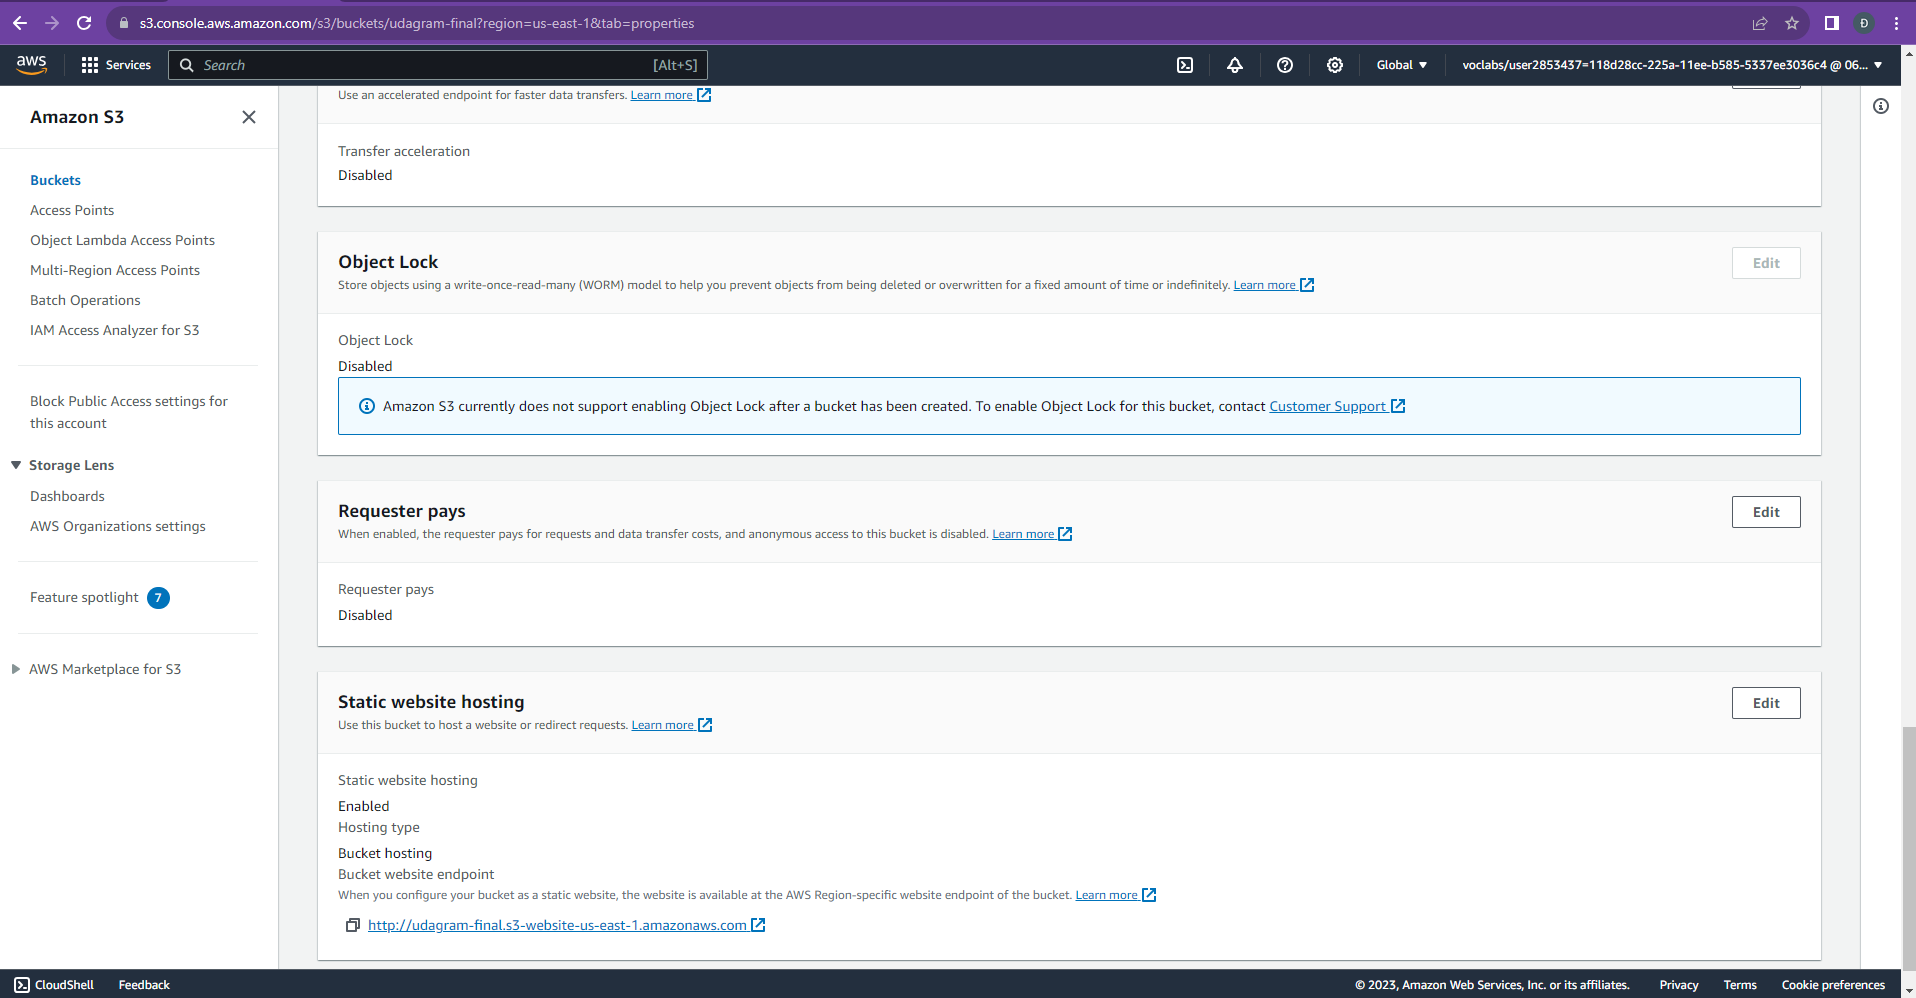 s3.console.aws.amazon.com/s3/buckets/udagram-final?region=us-east-1&tab=properties
Đ
aws
Services
Search
[Alt+S]
Global
voclabs/user2853437=118d28cc-225a-11ee-b585-5337ee3036c4 @ 06...
Amazon S3
Buckets
Access Points
Object Lambda Access Points
Multi-Region Access Points
Batch Operations
IAM Access Analyzer for S3
Block Public Access settings for
this account
Storage Lens
Dashboards
AWS Organizations settings
Feature spotlight 7
AWS Marketplace for S3
Use an accelerated endpoint for faster data transfers. Learn more
Transfer acceleration
Disabled
Object Lock
Edit
Store objects using a write-once-read-many (WORM) model to help you prevent objects from being deleted or overwritten for a fixed amount of time or indefinitely. Learn more
Object Lock
Disabled
Amazon S3 currently does not support enabling Object Lock after a bucket has been created. To enable Object Lock for this bucket, contact Customer Support
Requester pays
Edit
When enabled, the requester pays for requests and data transfer costs, and anonymous access to this bucket is disabled. Learn more
Requester pays
Disabled
Static website hosting
Edit
Use this bucket to host a website or redirect requests. Learn more
Static website hosting
Enabled
Hosting type
Bucket hosting
Bucket website endpoint
When you configure your bucket as a static website, the website is available at the AWS Region-specific website endpoint of the bucket. Learn more
http://udagram-final.s3-website-us-east-1.amazonaws.com
CloudShell
Feedback
© 2023, Amazon Web Services, Inc. or its affiliates.
Privacy
Terms
Cookie preferences